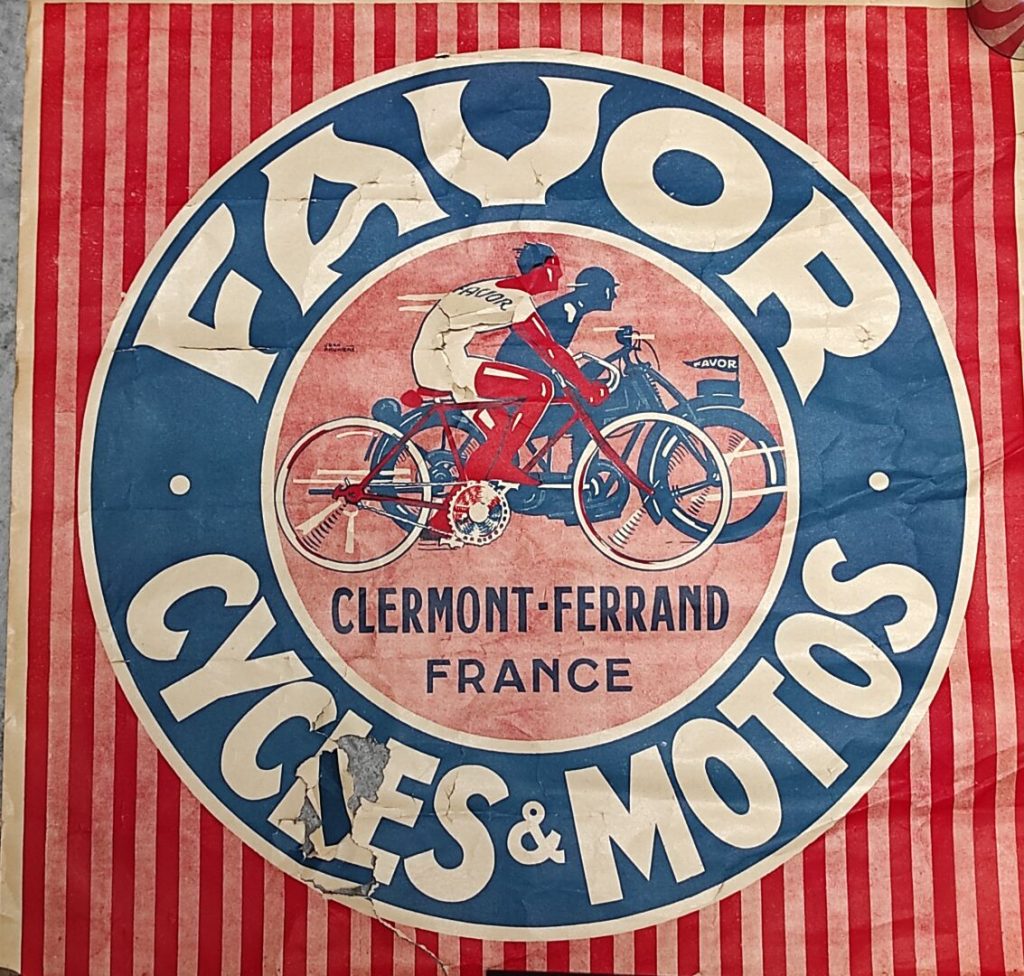 FAVOR
FAVOR
FAVOR
CLERMONT-FERRAND
FRANCE
CYCLES & MOTOS